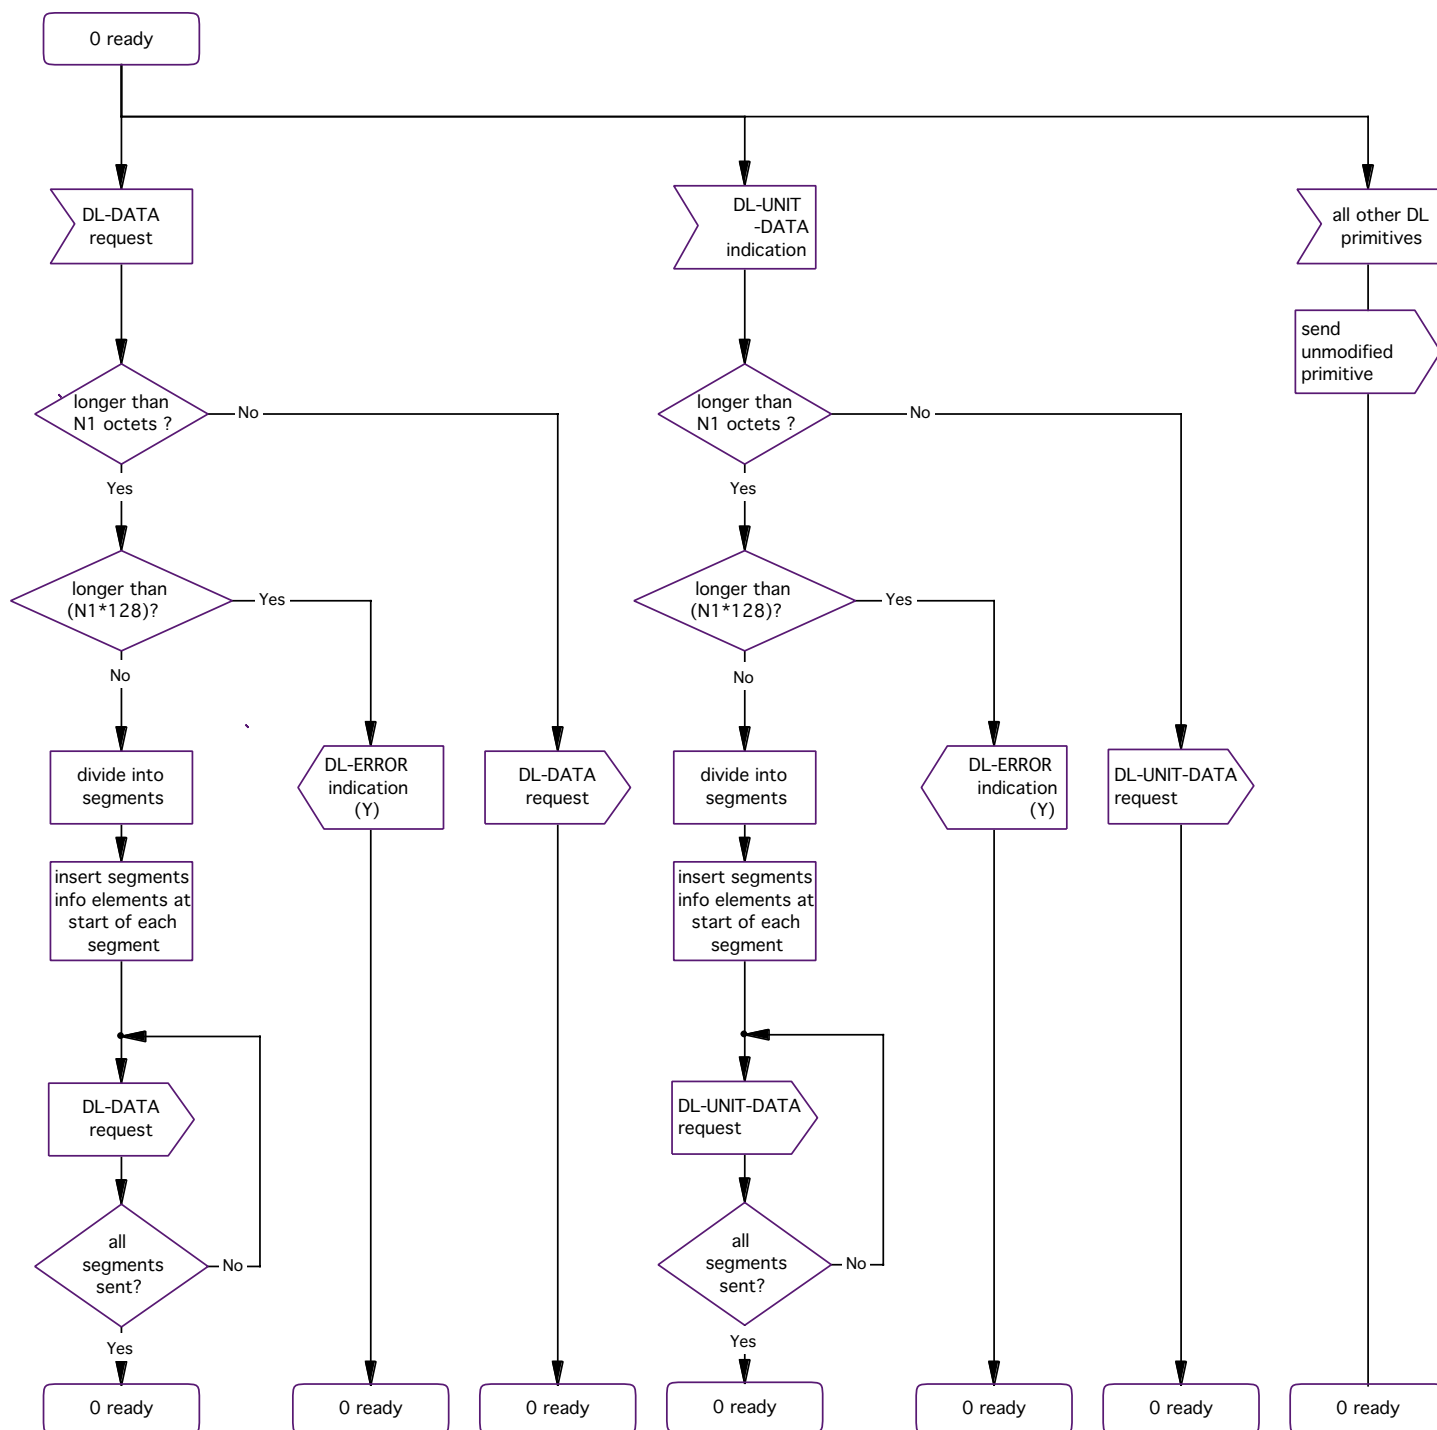 0 ready
DL-DATA
request
DL-UNIT
-DATA
indication
all other DL
primitives
send
unmodified
primitive
longer than
N1 octets ?
No
longer than
N1 octets ?
No
Yes
Yes
longer than
(N1*128)?
Yes
longer than
(N1*128)?
Yes
No
No
divide into
segments
DL-ERROR
indication
(Y)
DL-DATA
request
divide into
segments
DL-ERROR
indication
(Y)
DL-UNIT-DATA
request
insert segments
info elements at
start of each
segment
insert segments
info elements at
start of each
segment
DL-DATA
request
DL-UNIT-DATA
request
all
segments
sent?
No
all
segments
sent?
No
Yes
Yes
0 ready
0 ready
0 ready
0 ready
0 ready
0 ready
0 ready